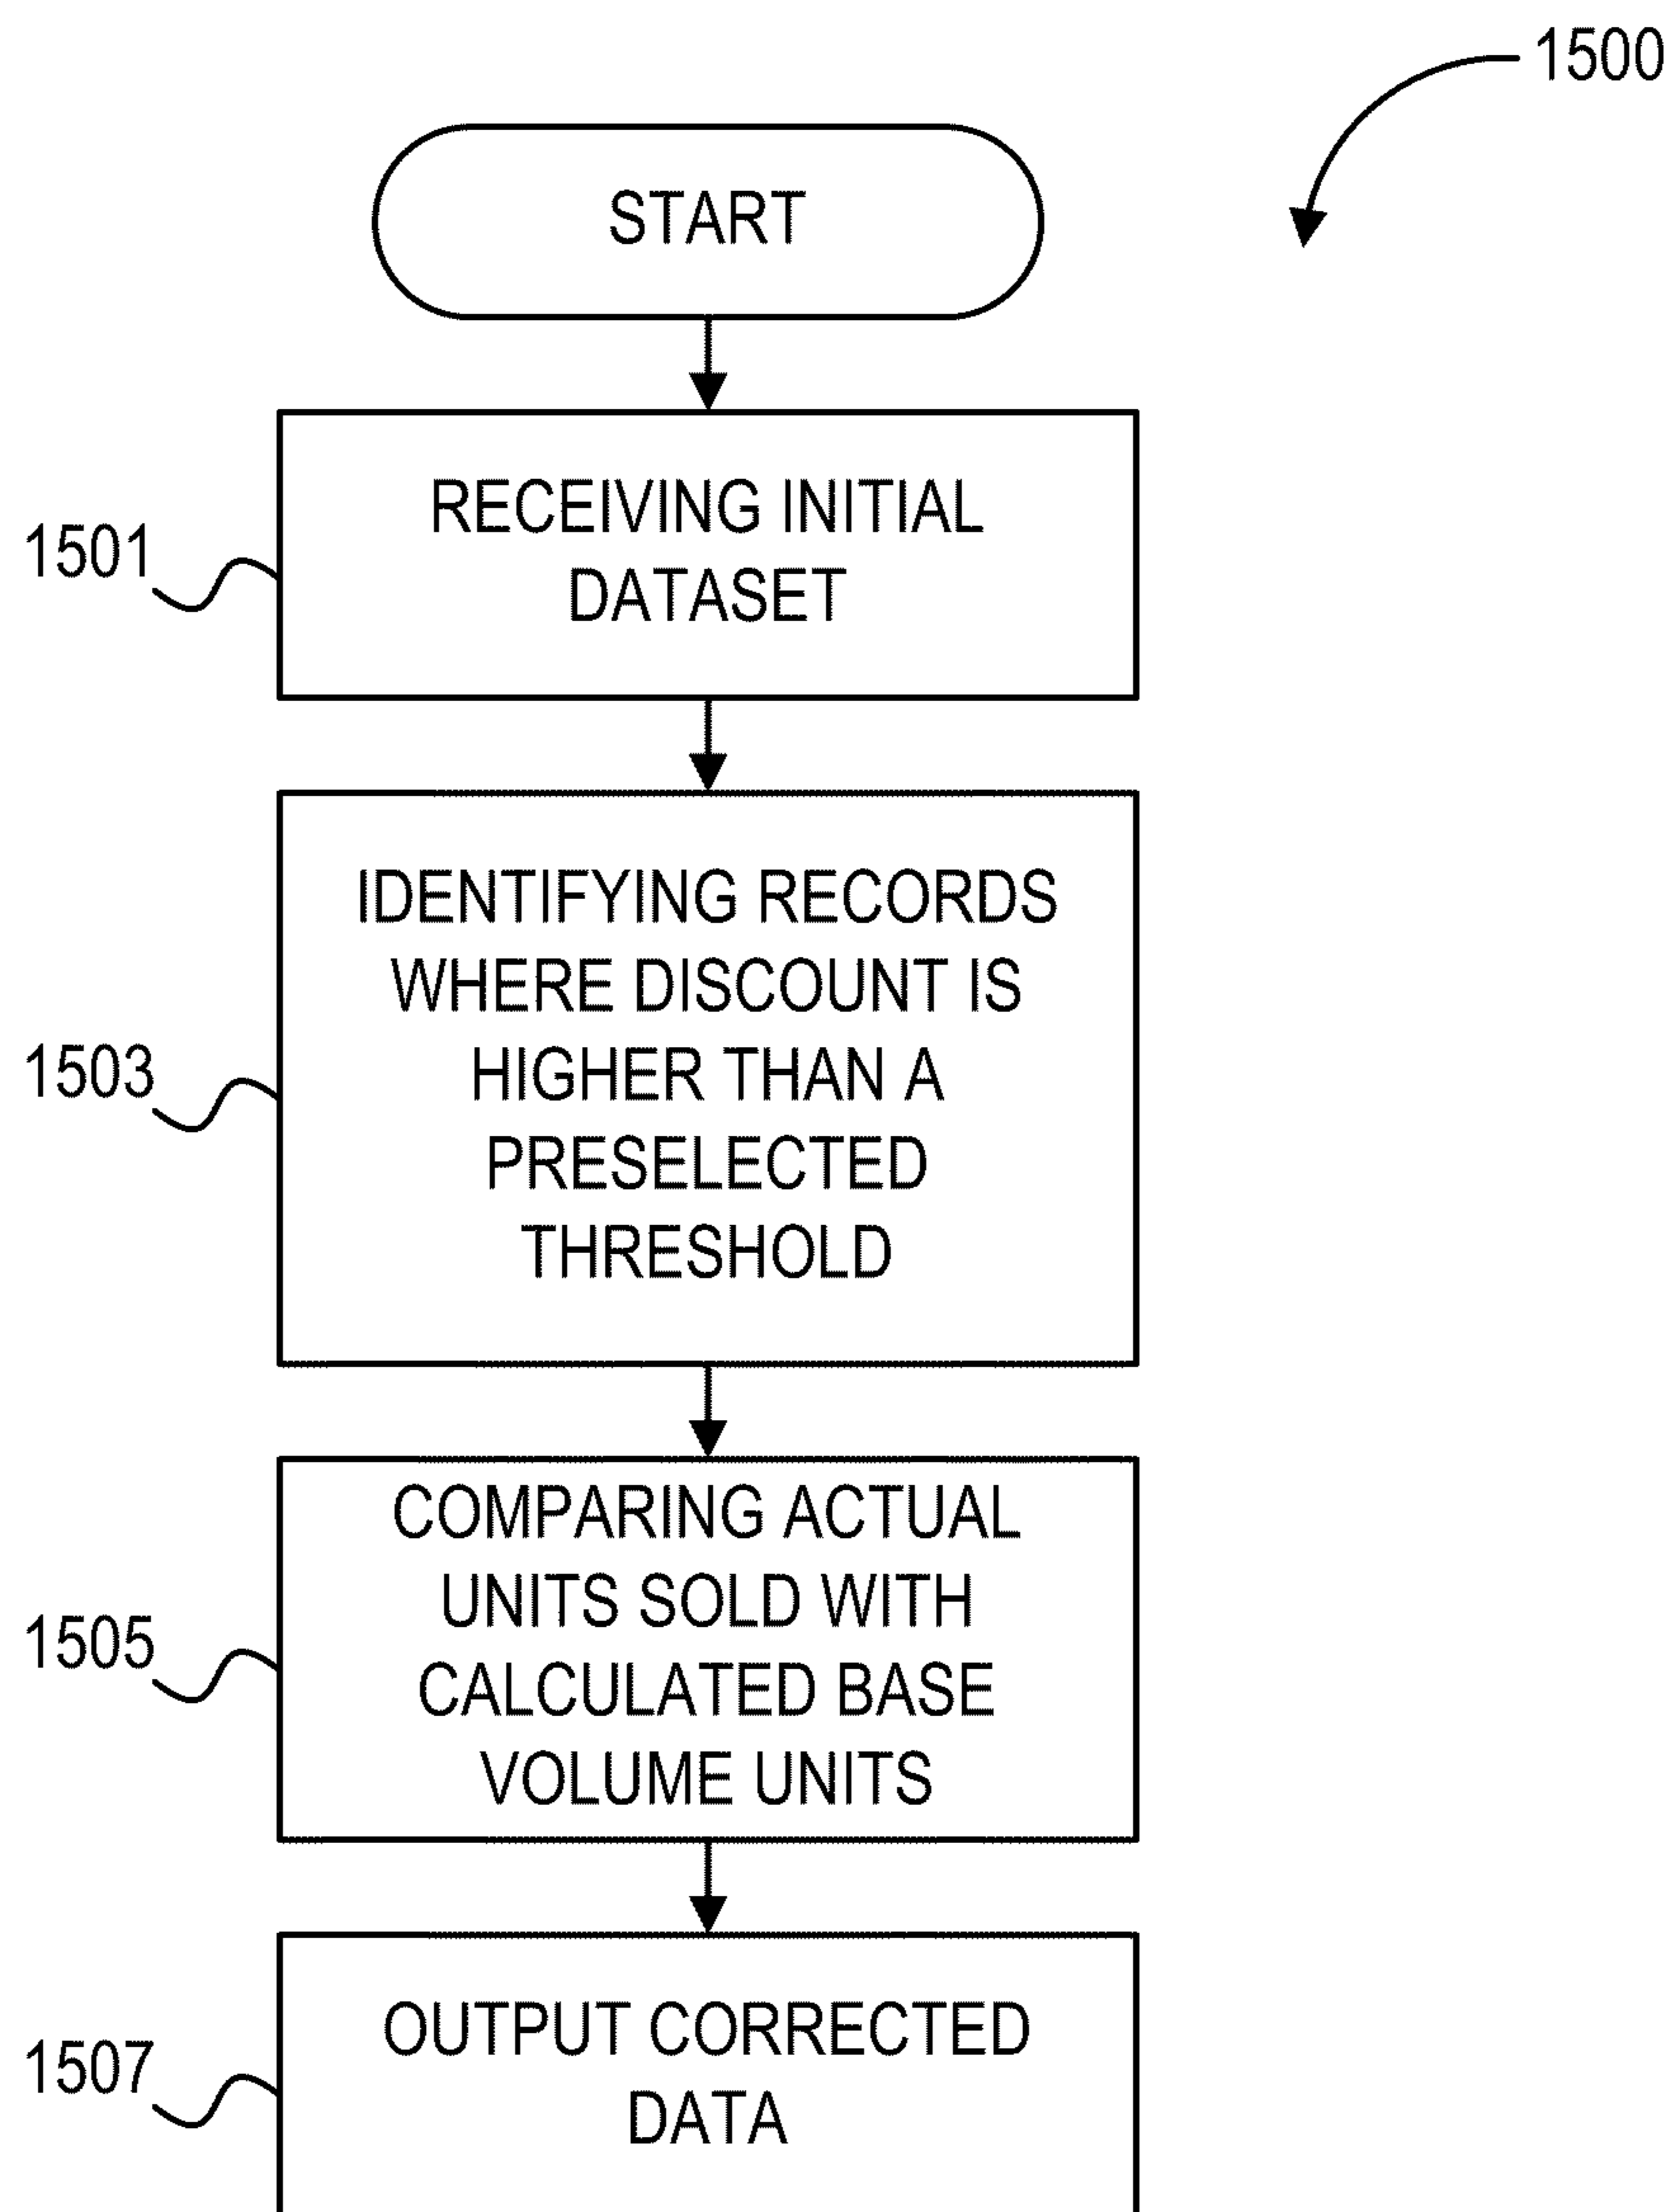 1500
START
1501
RECEIVING INITIAL
DATASET
1503
IDENTIFYING RECORDS
WHERE DISCOUNT IS
HIGHER THAN A
PRESELECTED
THRESHOLD
1505
COMPARING ACTUAL
UNITS SOLD WITH
CALCULATED BASE
VOLUME UNITS
1507
OUTPUT CORRECTED
DATA